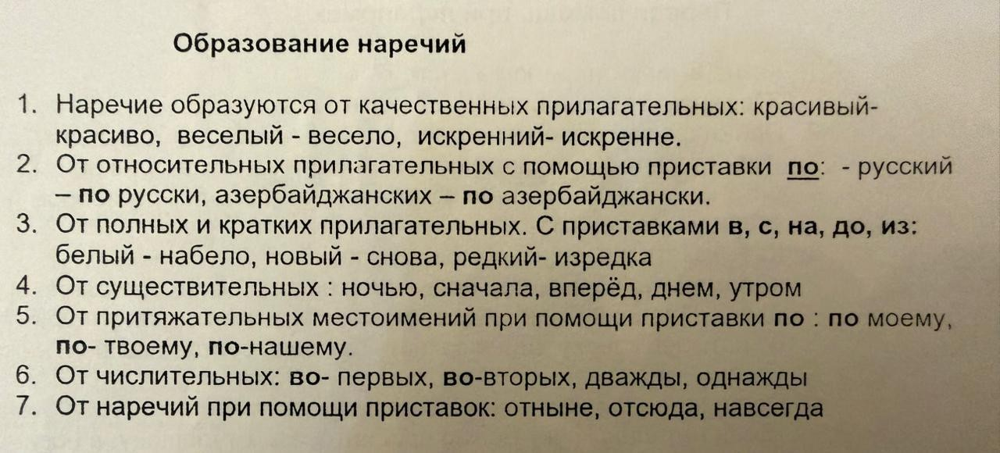 Образование наречий
1. Наречие образуются от качественных прилагательных: красивый-
красиво, веселый - весело, искренний- искренне.
2. От относительных прилагательных с помощью приставки по: - русский
– по русски, азербайджанских – по азербайджански.
3. От полных и кратких прилагательных. С приставками в, с, на, до, из:
белый - набело, новый - снова, редкий- изредка
4. От существительных : ночью, сначала, вперёд, днем, утром
5. От притяжательных местоимений при помощи приставки по : по моему,
по- твоему, по-нашему.
6. От числительных: во- первых, во-вторых, дважды, однажды
7. От наречий при помощи приставок: отныне, отсюда, навсегда